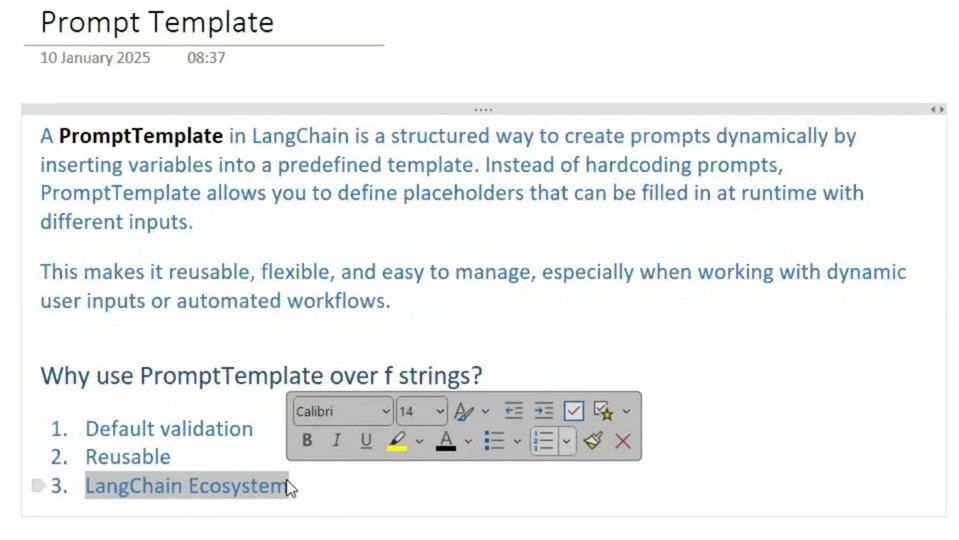 Prompt Template
10 January 2025 08:37
A PromptTemplate in LangChain is a structured way to create prompts dynamically by
inserting variables into a predefined template. Instead of hardcoding prompts,
PromptTemplate allows you to define placeholders that can be filled in at runtime with
different inputs.
This makes it reusable, flexible, and easy to manage, especially when working with dynamic
user inputs or automated workflows.
Why use PromptTemplate over f strings?
Calibri 14
B I U A
1. Default validation
2. Reusable
3. LangChain Ecosystem